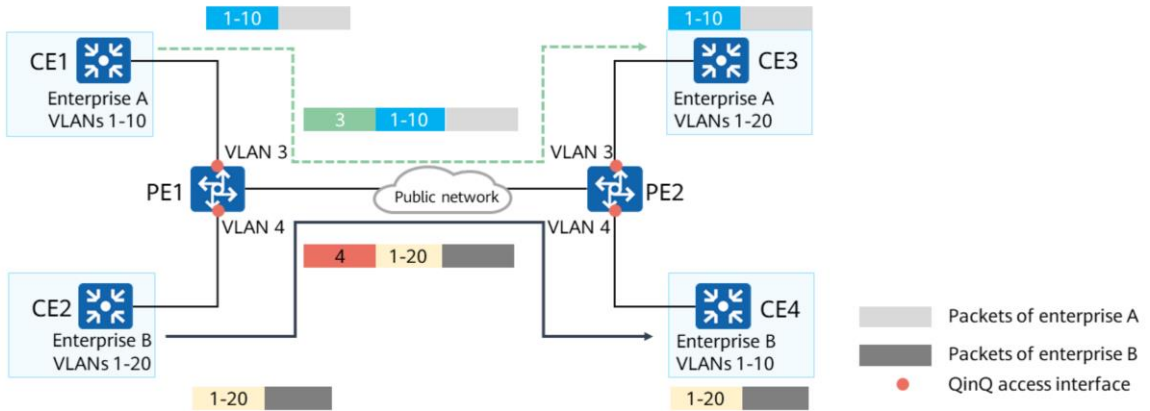 1-10
1-10
CE1
Enterprise A
VLANs 1-10
CE3
Enterprise A
VLANs 1-20
3 1-10
VLAN 3
VLAN 3
PE1
Public network
PE2
VLAN 4
VLAN 4
4 1-20
CE2
Enterprise B
VLANs 1-20
CE4
Enterprise B
VLANs 1-10
1-20
1-20
Packets of enterprise A
Packets of enterprise B
QinQ access interface